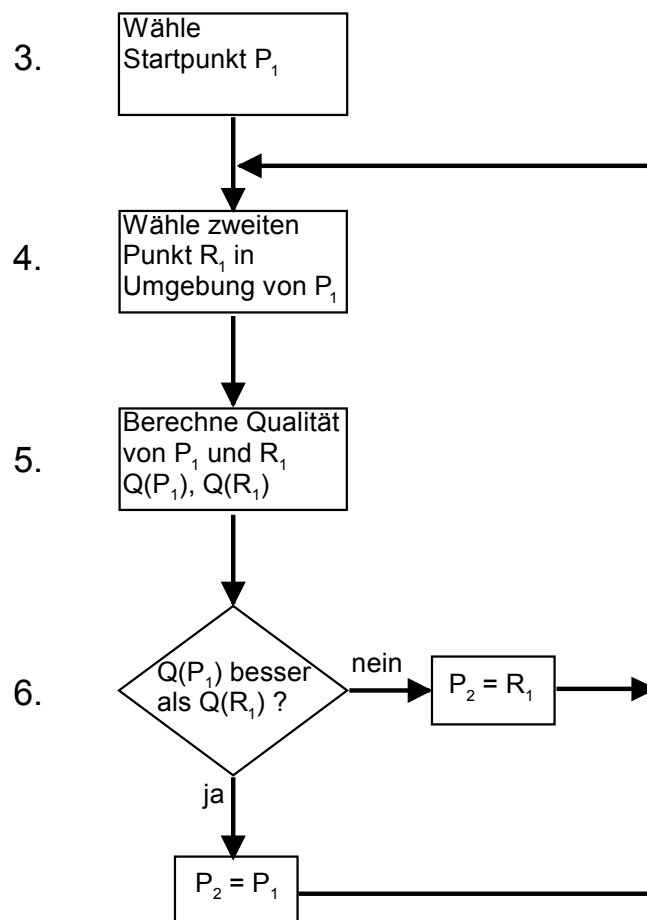 3.
Wähle
Startpunkt P₁
4.
Wähle zweiten
Punkt R₁ in
Umgebung von P₁
5.
Berechne Qualität
von P₁ und R₁
Q(P₁), Q(R₁)
6.
Q(P₁) besser
als Q(R₁) ?
nein
P₂ = R₁
ja
P₂ = P₁